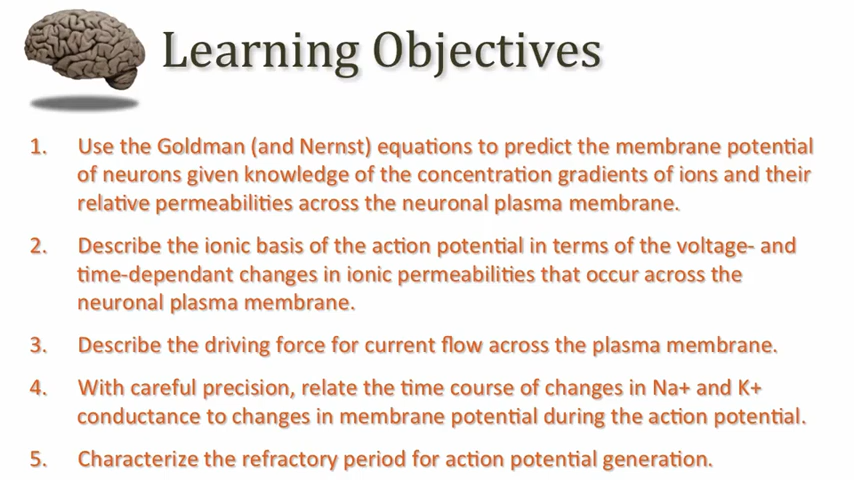 Learning Objectives
1. Use the Goldman (and Nernst) equations to predict the membrane potential
of neurons given knowledge of the concentration gradients of ions and their
relative permeabilities across the neuronal plasma membrane.
2. Describe the ionic basis of the action potential in terms of the voltage- and
time-dependant changes in ionic permeabilities that occur across the
neuronal plasma membrane.
3. Describe the driving force for current flow across the plasma membrane.
4. With careful precision, relate the time course of changes in Na+ and K+
conductance to changes in membrane potential during the action potential.
5. Characterize the refractory period for action potential generation.